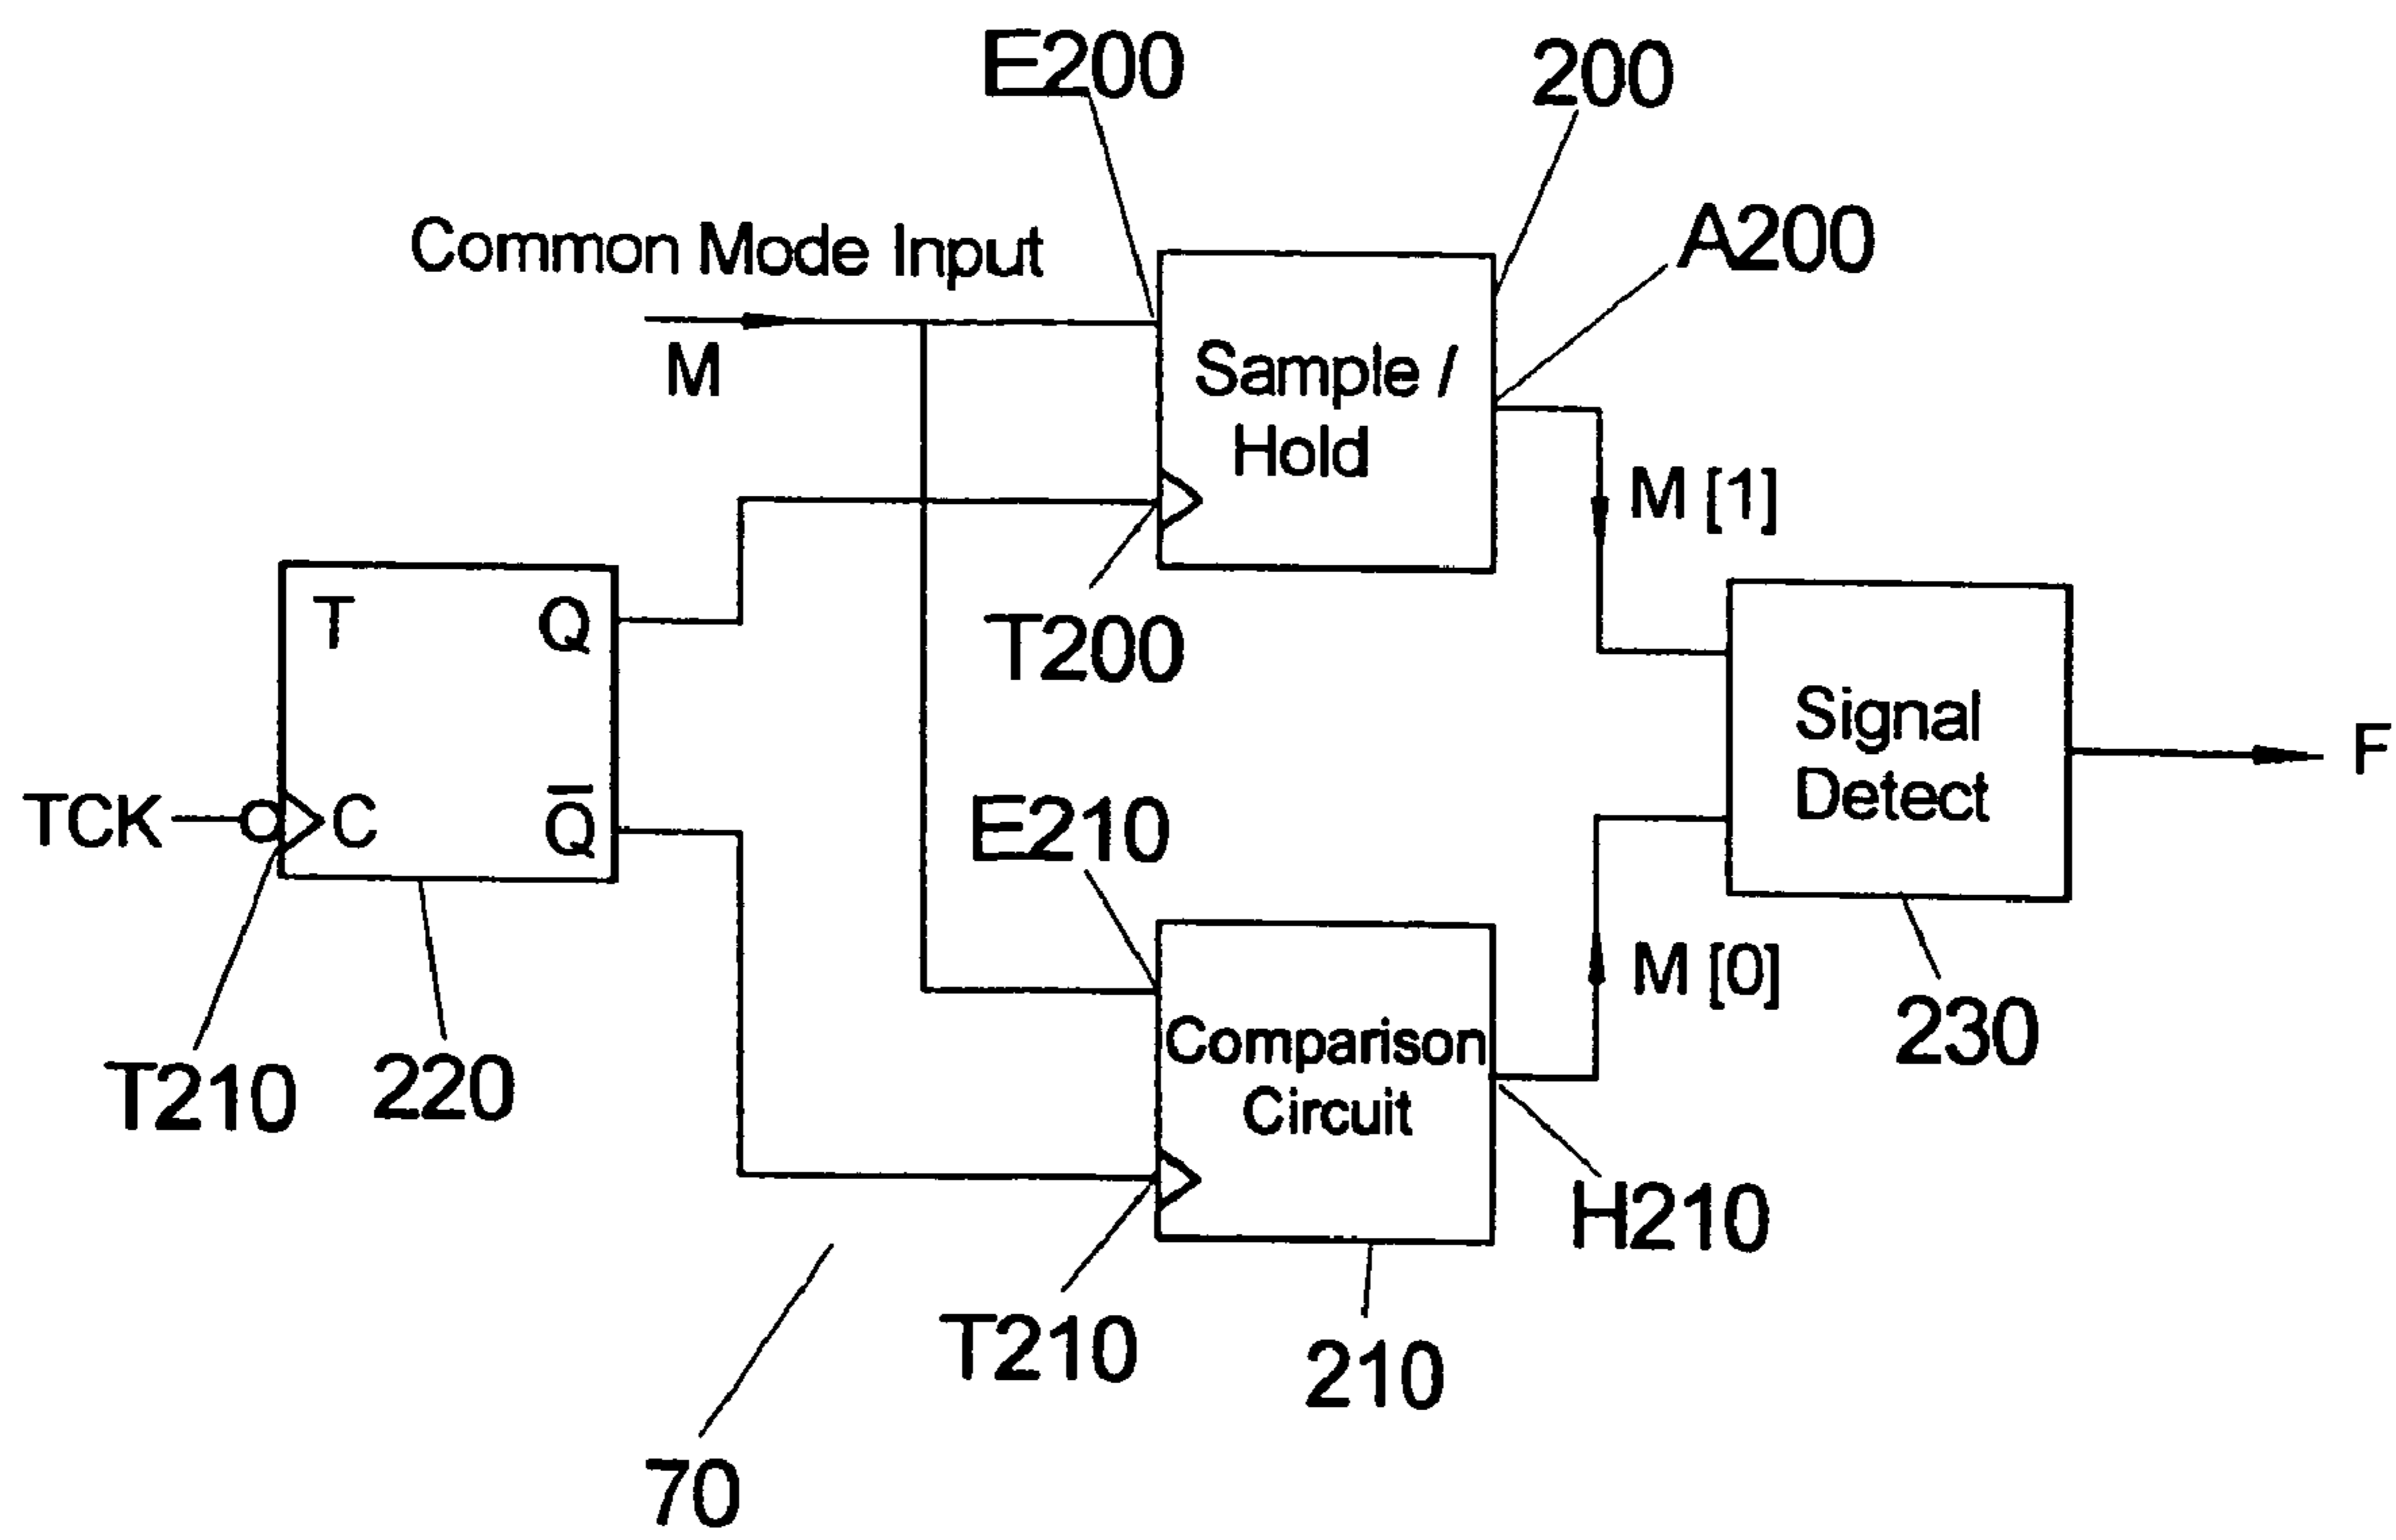 E200
200
A200
Common Mode Input
M
Sample /
Hold
M [1]
T200
T
Q
TCK
C
Q̅
Signal
Detect
F
E210
M [0]
230
Comparison
Circuit
T210
220
H210
T210
210
70